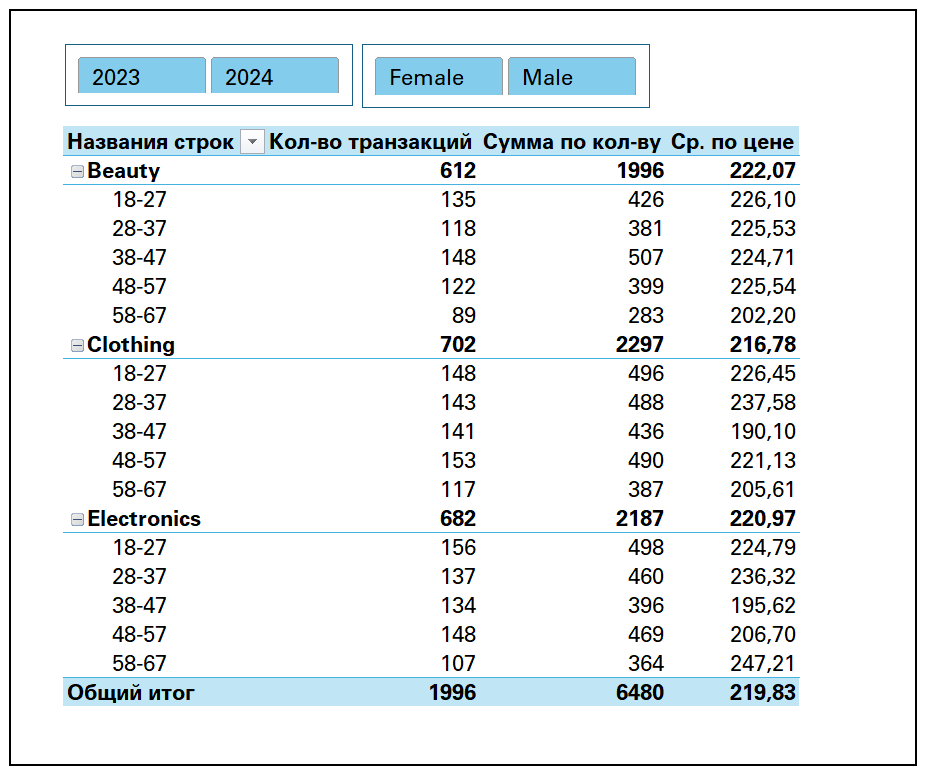 2023 2024 Female Male
Названия строк Кол-во транзакций Сумма по кол-ву Ср. по цене
Beauty 612 1996 222,07
18-27 135 426 226,10
28-37 118 381 225,53
38-47 148 507 224,71
48-57 122 399 225,54
58-67 89 283 202,20
Clothing 702 2297 216,78
18-27 148 496 226,45
28-37 143 488 237,58
38-47 141 436 190,10
48-57 153 490 221,13
58-67 117 387 205,61
Electronics 682 2187 220,97
18-27 156 498 224,79
28-37 137 460 236,32
38-47 134 396 195,62
48-57 148 469 206,70
58-67 107 364 247,21
Общий итог 1996 6480 219,83